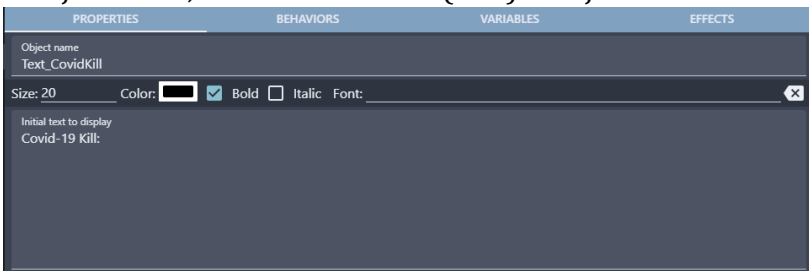 PROPERTIES BEHAVIORS VARIABLES EFFECTS
Object name
Text_CovidKill
Size: 20 Color: Bold Italic Font:
Initial text to display
Covid-19 Kill: